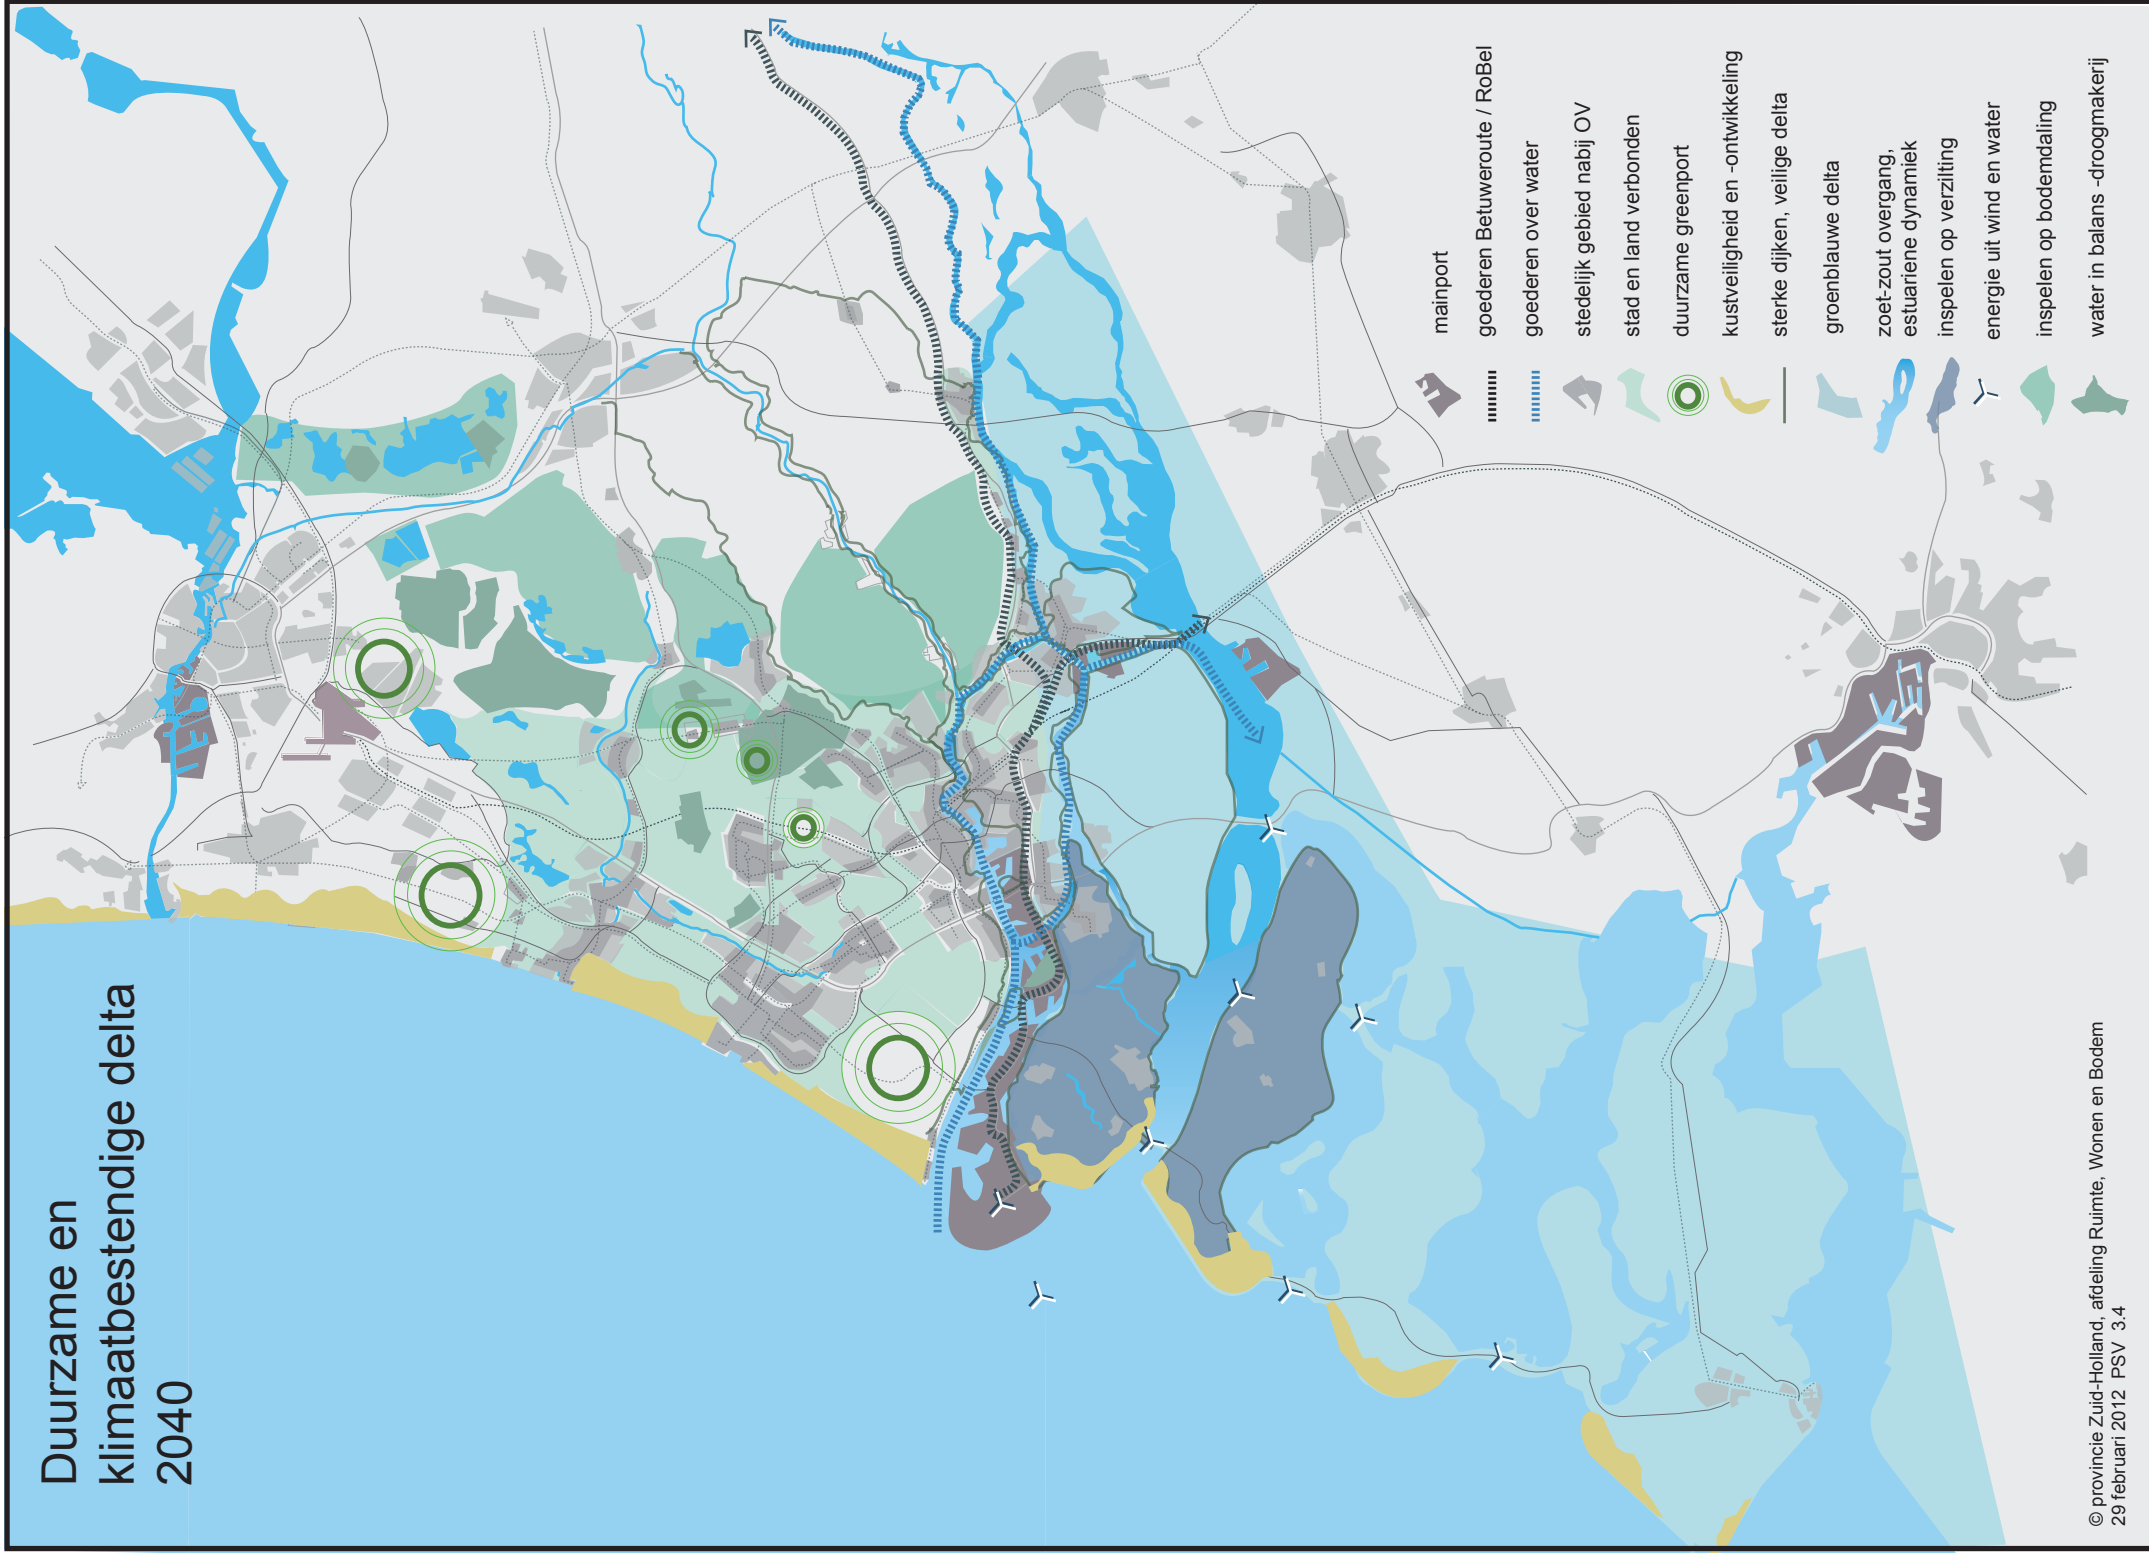 Duurzame en
klimaatbestendige delta
2040
mainport
goederen Betuweroute / RoBel
goederen over water
stedelijk gebied nabij OV
stad en land verbonden
duurzame greenport
kustveiligheid en -ontwikkeling
sterke dijken, veilige delta
groenblauwe delta
zoet-zout overgang,
estuariene dynamiek
inspelen op verzilting
energie uit wind en water
inspelen op bodemdaling
water in balans -droogmakerij
© provincie Zuid-Holland, afdeling Ruimte, Wonen en Bodem
29 februari 2012 PSV 3.4